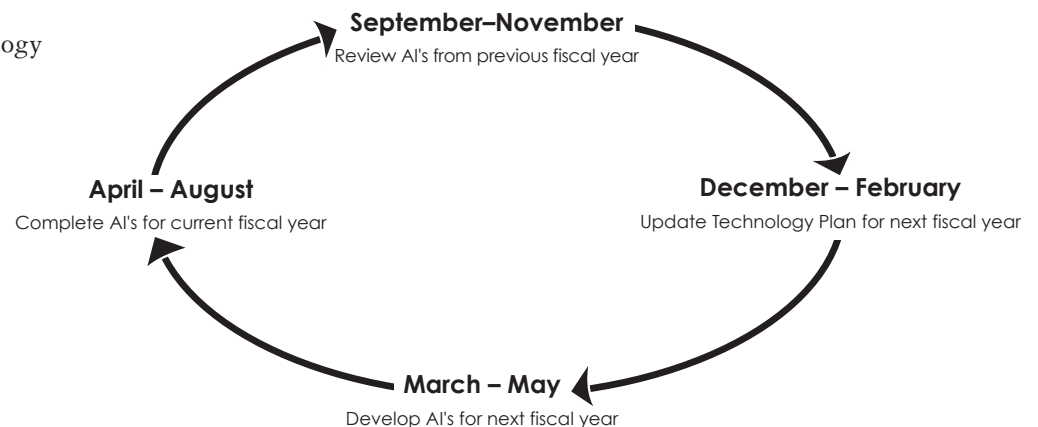 ogy
September–November
Review AI's from previous fiscal year
December – February
Update Technology Plan for next fiscal year
March – May
Develop AI's for next fiscal year
April – August
Complete AI's for current fiscal year